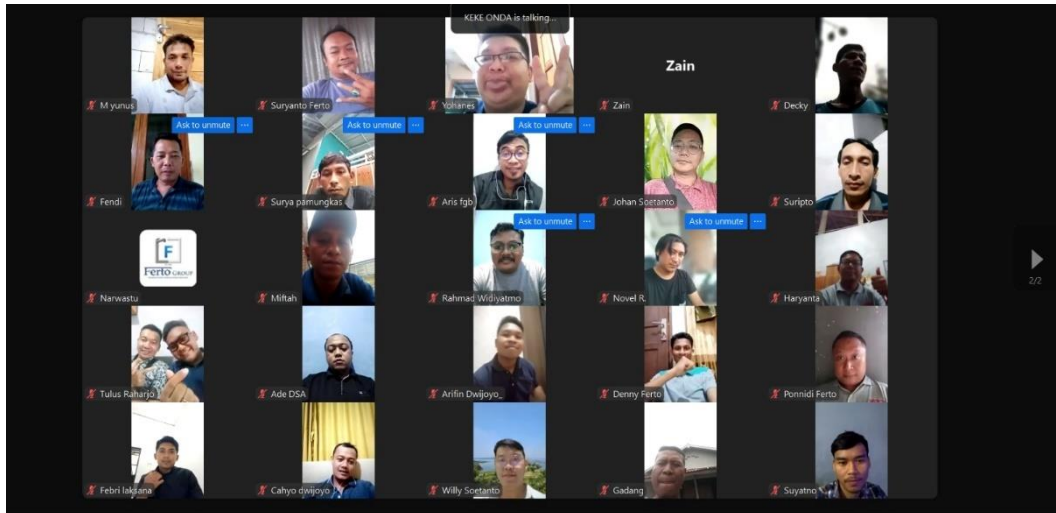 KEKE ONDA is talking...
M yunus
Suryanto Ferto
Yohanes
Zain
Zain
Decky
Ask to unmute ...
Ask to unmute ...
Ask to unmute ...
Fendi
Surya pamungkas
Aris fgb
Johan Soetanto
Suripto
Ask to unmute ...
Ask to unmute ...
F
Ferto GROUP
Narwastu
Miftah
Rahmad Widiyatmo
Novel R.
Haryanta
2/2
Tulus Raharjo
Ade DSA
Arifin Dwijoyo_
Denny Ferto
Ponnidi Ferto
Febri laksana
Cahyo dwijoyo
Willy Soetanto
Gadang
Suyatno